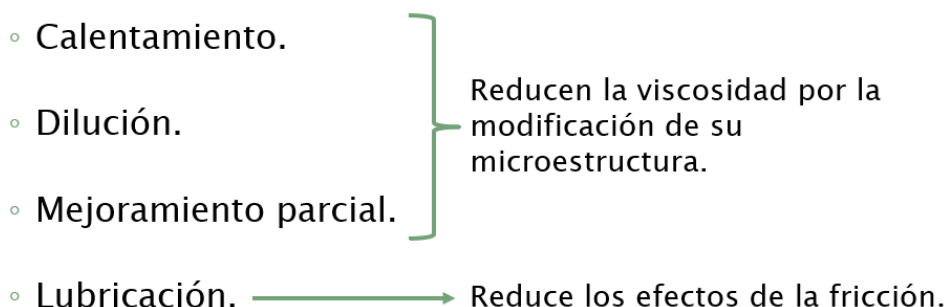 Calentamiento.
Dilución.
Mejoramiento parcial.
Reducen la viscosidad por la
modificación de su
microestructura.
Lubricación.
Reduce los efectos de la fricción.